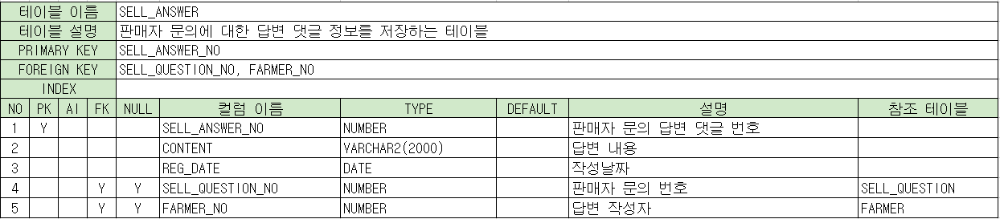 테이블 이름 SELL_ANSWER
테이블 설명 판매자 문의에 대한 답변 댓글 정보를 저장하는 테이블
PRIMARY KEY SELL_ANSWER_NO
FOREIGN KEY SELL_QUESTION_NO, FARMER_NO
INDEX
NO PK AI FK NULL 컬럼 이름 TYPE DEFAULT 설명 참조 테이블
1 Y SELL_ANSWER_NO NUMBER 판매자 문의 답변 댓글 번호
2 CONTENT VARCHAR2(2000) 답변 내용
3 REG_DATE DATE 작성날짜
4 Y Y SELL_QUESTION_NO NUMBER 판매자 문의 번호 SELL_QUESTION
5 Y Y FARMER_NO NUMBER 답변 작성자 FARMER